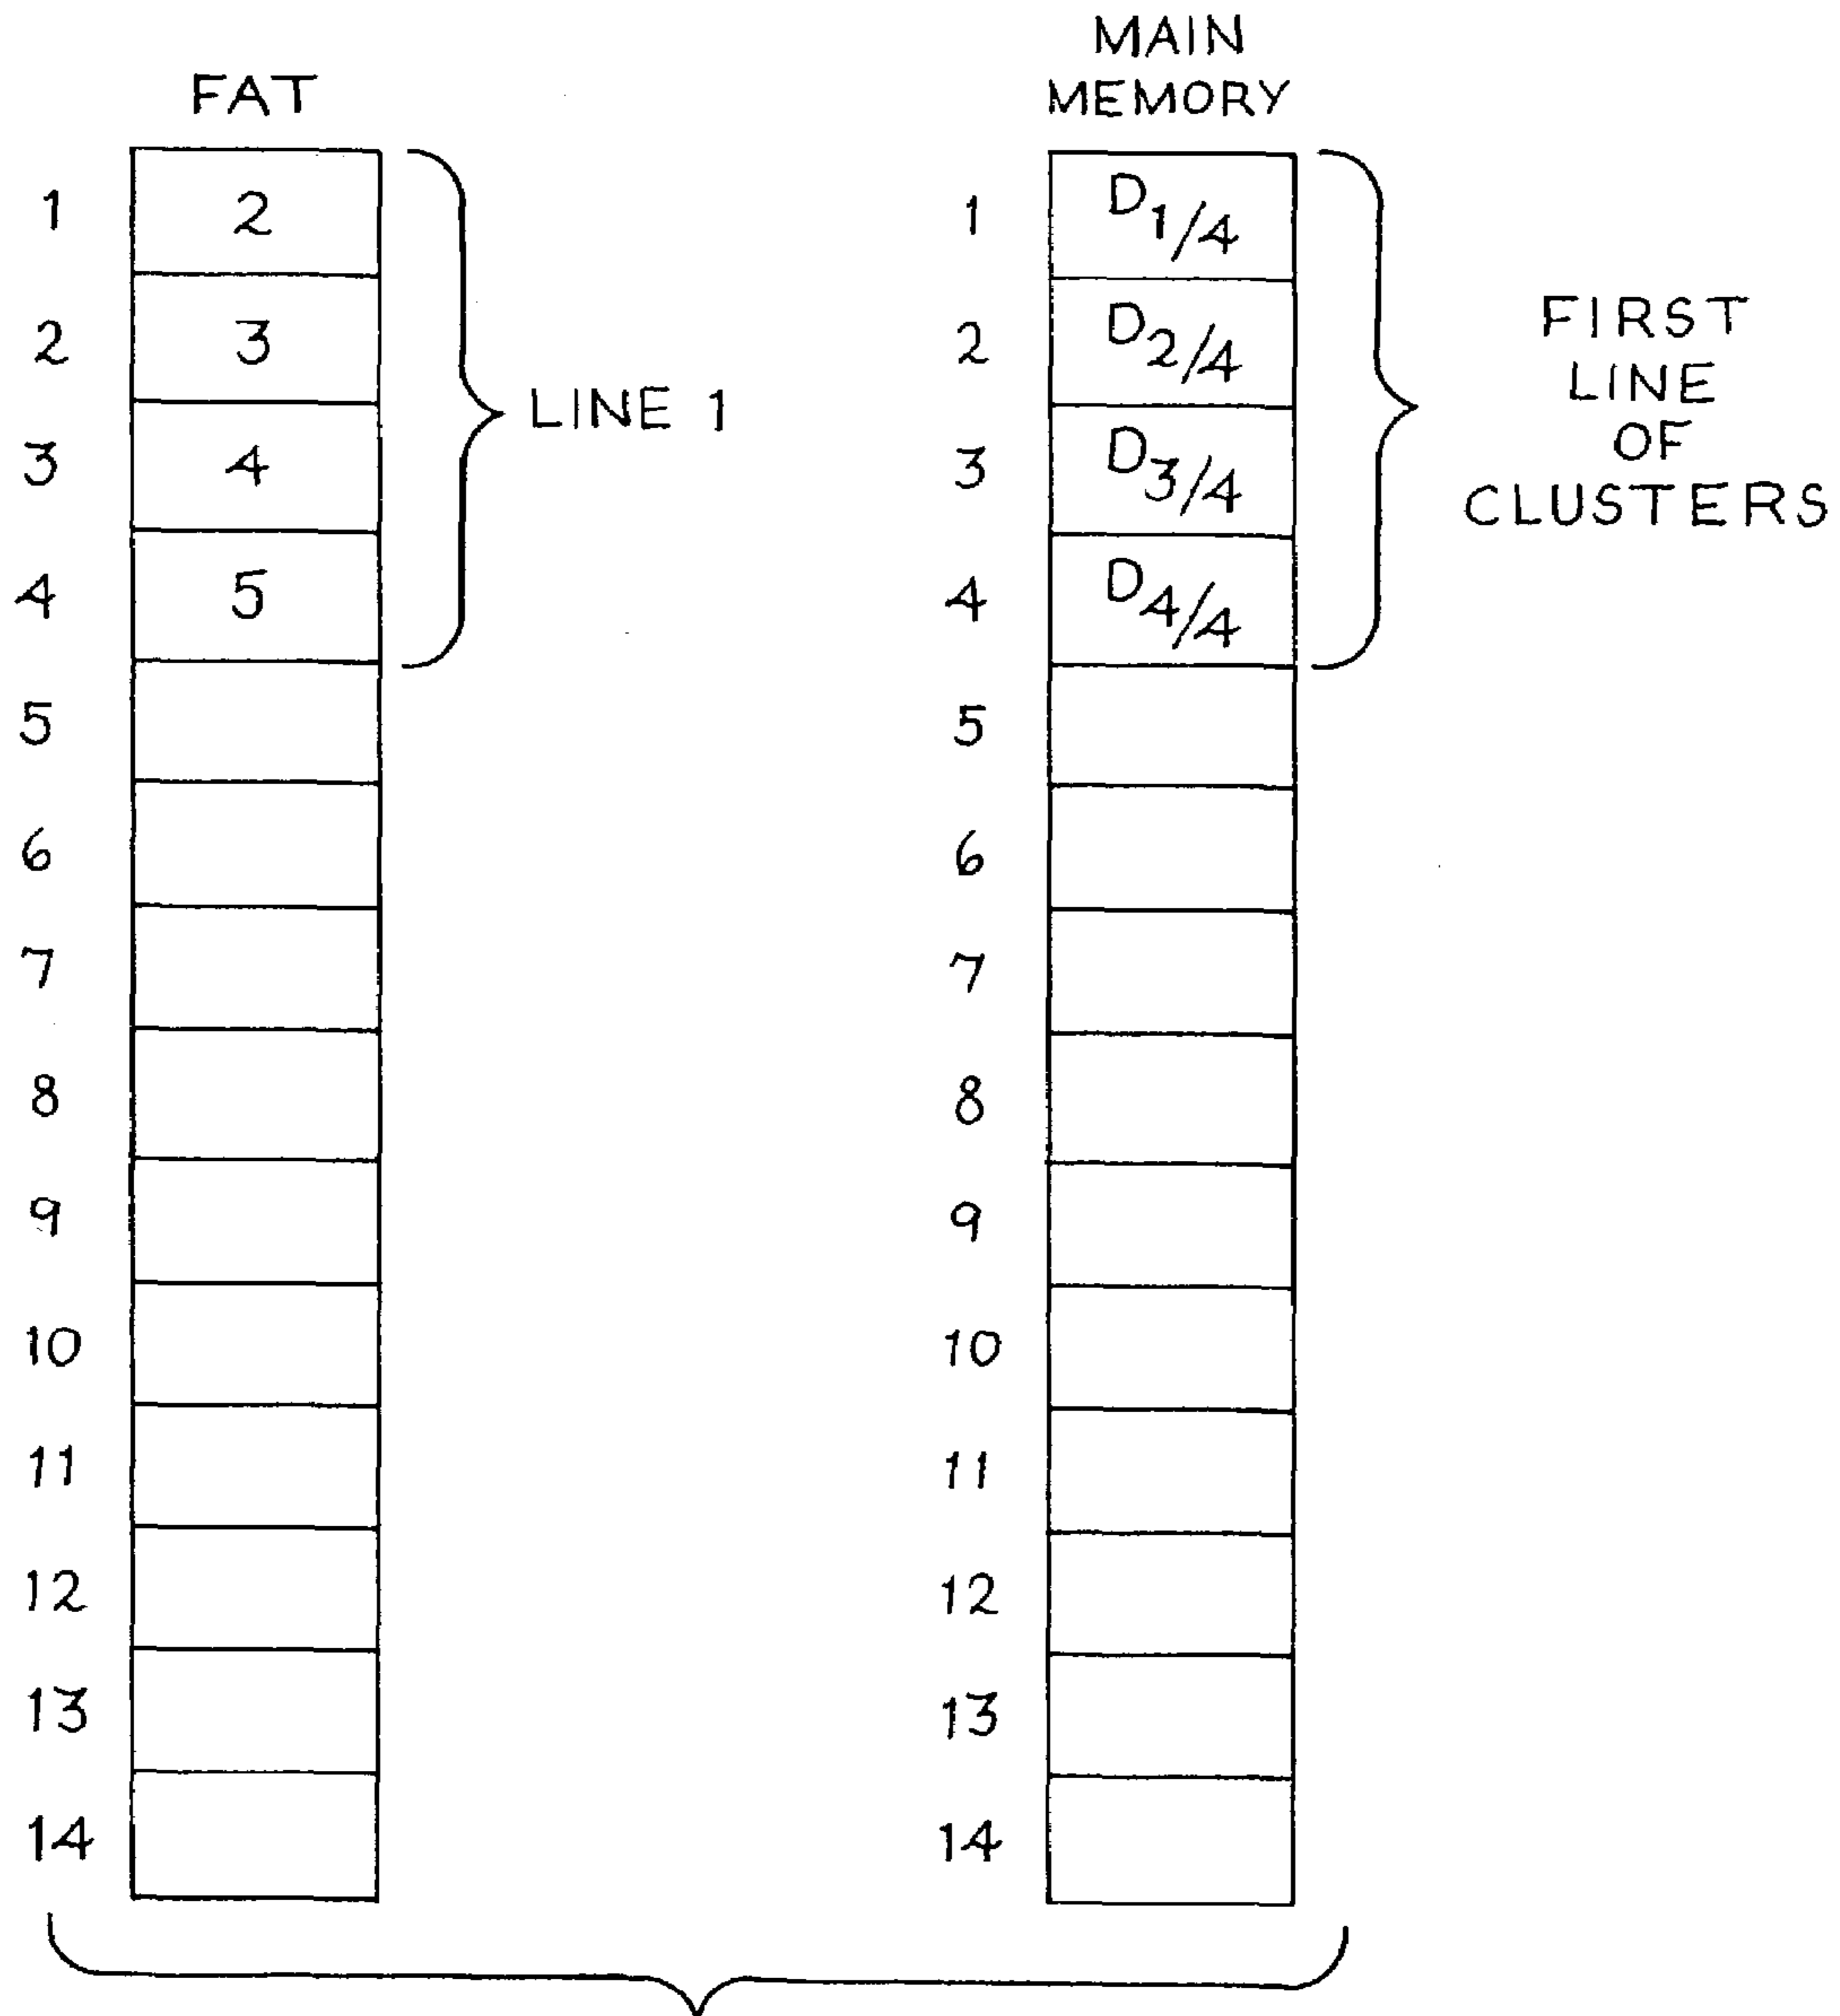 FAT
1 2
2 3
3 4
4 5
5
6
7
8
9
10
11
12
13
14
LINE 1
MAIN
MEMORY
1 D1/4
2 D2/4
3 D3/4
4 D4/4
5
6
7
8
9
10
11
12
13
14
FIRST
LINE
OF
CLUSTERS